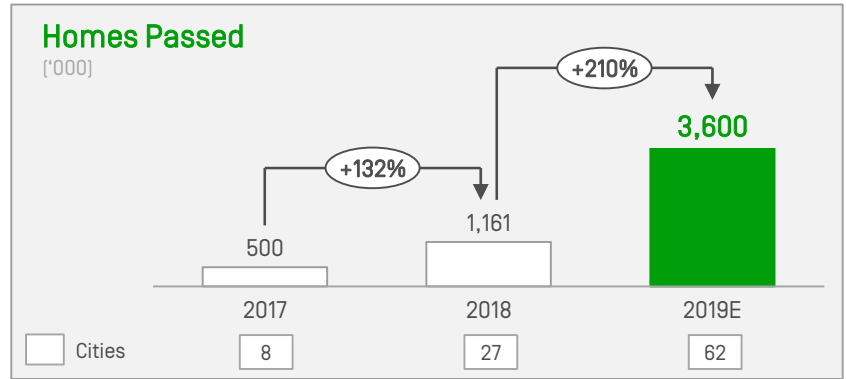 Homes Passed
('000)
+210%
3,600
+132%
1,161
500
2017 2018 2019E
Cities 8 27 62